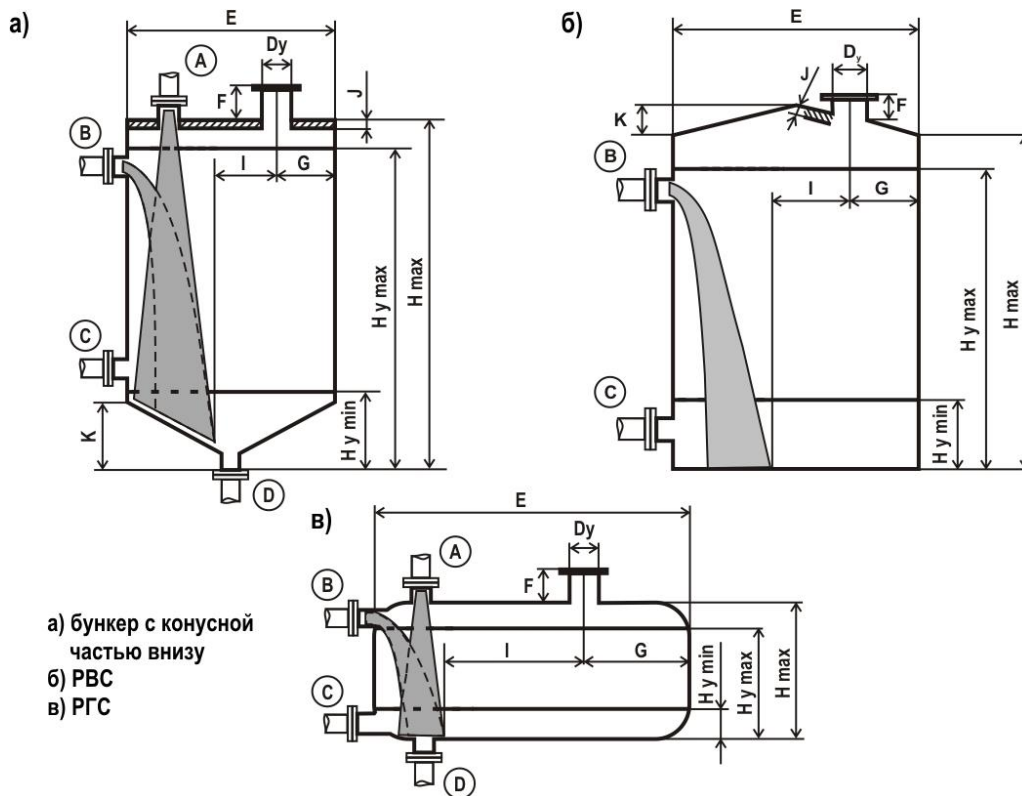 а)
E
A
Dy
F
J
B
I
G
H y max
H max
C
K
H y min
D
б)
E
Dy
J
K
F
B
I
G
H y max
H max
C
H y min
в)
E
A
Dy
F
B
I
G
C
H y min
H y max
H max
D
а) бункер с конусной
частью внизу
б) РВС
в) РГС